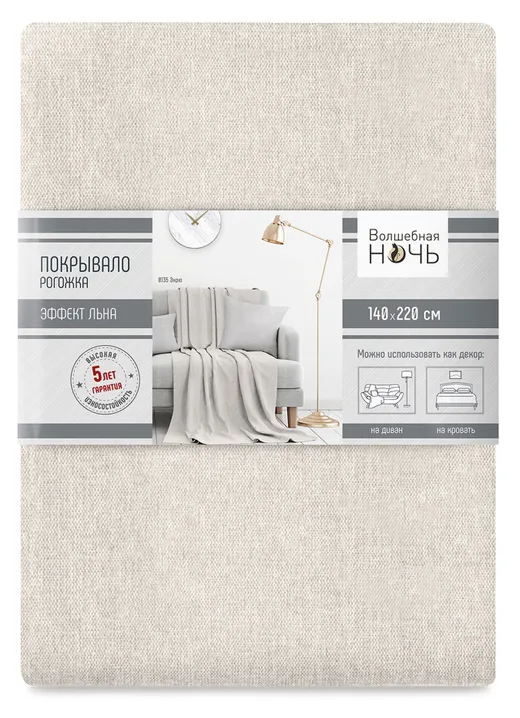 ПОКРЫВАЛО
РОГОЖКА
ЭФФЕКТ ЛЬНА
ВЫСОКАЯ
5 ЛЕТ
ГАРАНТИЯ
ИЗНОСОСТОЙКОСТЬ
Волшебная
НОЧЬ
140 x 220 см
Можно использовать как декор:
на диван
на кровать